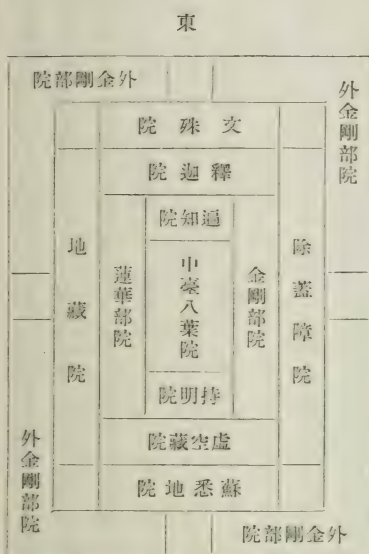 東
外金剛部院
外金剛部院
文殊院
釋迦院
遍知院
除蓋障院
金剛部院
中臺八葉院
蓮華部院
地藏院
持明院
虛空藏院
蘇悉地院
外金剛部院
外金剛部院